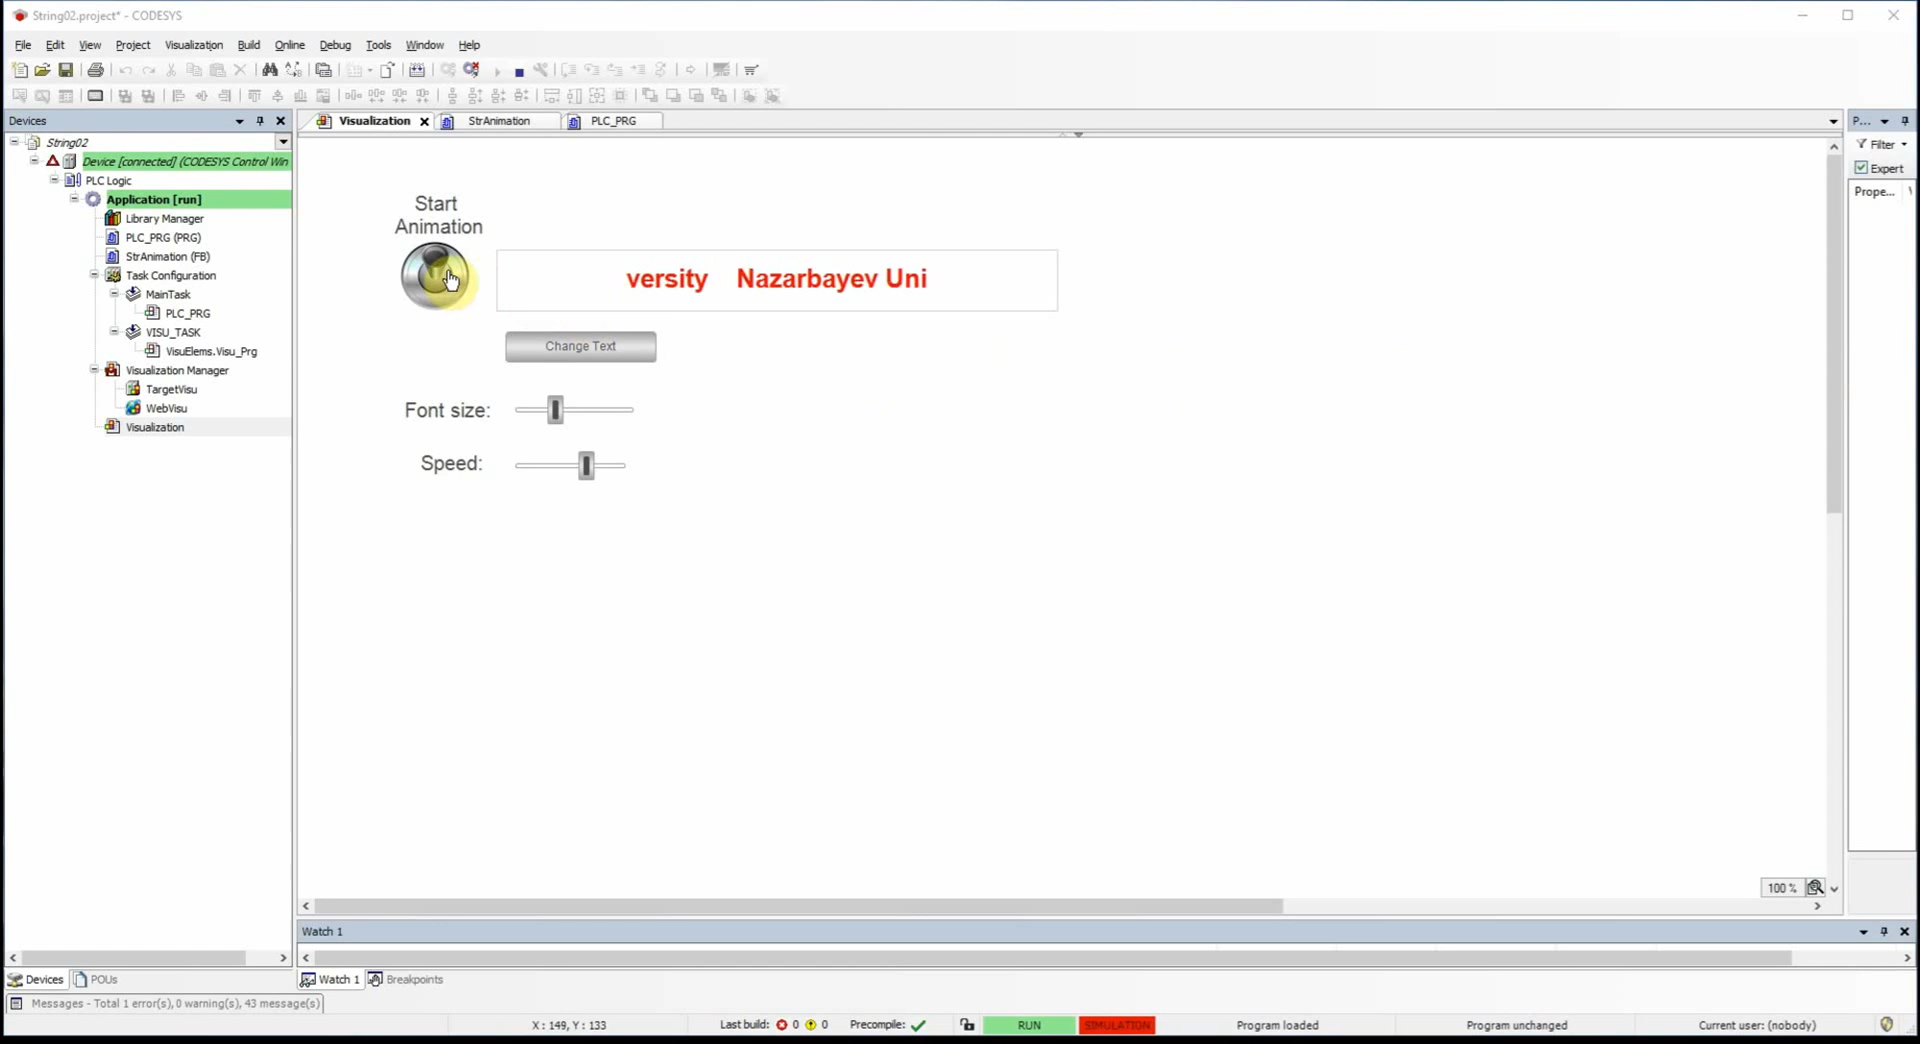 String02.project* - CODESYS
File Edit View Project Visualization Build Online Debug Tools Window Help
Devices
String02
Device [connected] (CODESYS Control Win
PLC Logic
Application [run]
Library Manager
PLC_PRG (PRG)
StrAnimation (FB)
Task Configuration
MainTask
PLC_PRG
VISU_TASK
VisuElems.Visu_Prg
Visualization Manager
TargetVisu
WebVisu
Visualization
Devices POUs
Visualization StrAnimation PLC_PRG
Start
Animation
versity Nazarbayev Uni
Change Text
Font size:
Speed:
100 %
P...
Filter
Expert
Prope...
Watch 1
Watch 1 Breakpoints
Messages - Total 1 error(s), 0 warning(s), 43 message(s)
X : 149, Y : 133 Last build: 0 0 Precompile: RUN SIMULATION Program loaded Program unchanged Current user: (nobody)